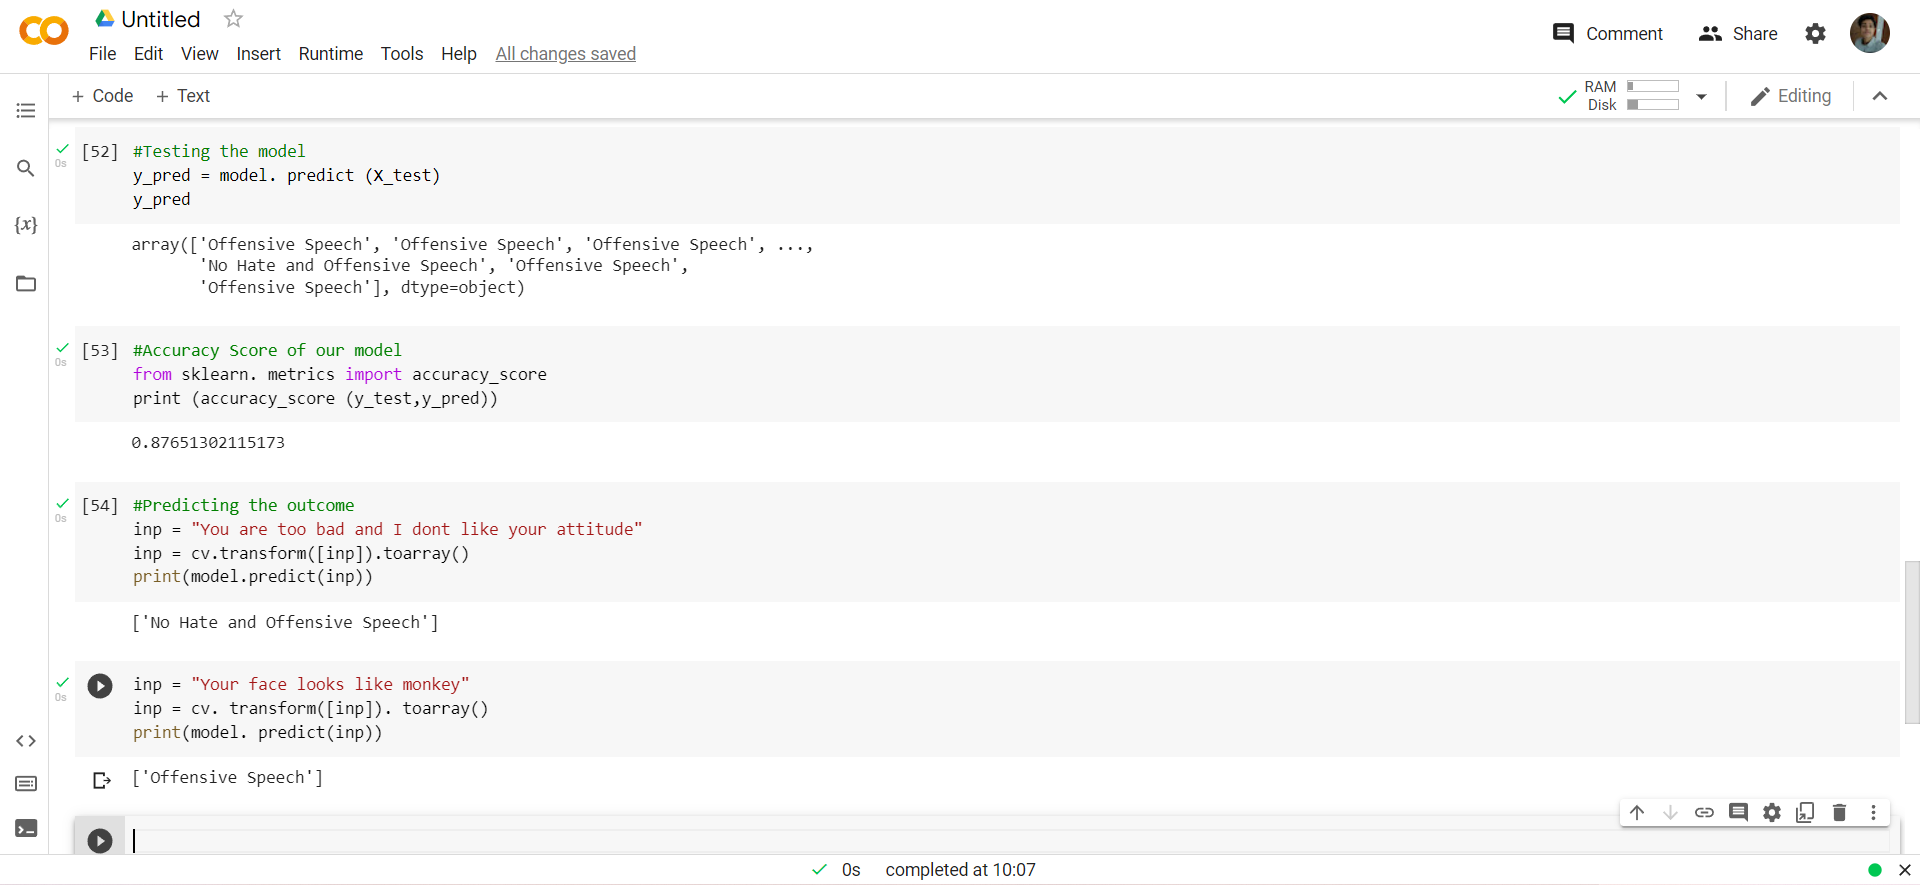 Untitled
File Edit View Insert Runtime Tools Help All changes saved
Comment Share
+ Code + Text
RAM
Disk
Editing
{x}
[52] #Testing the model
0s
y_pred = model. predict (X_test)
y_pred
array(['Offensive Speech', 'Offensive Speech', 'Offensive Speech', ...,
'No Hate and Offensive Speech', 'Offensive Speech',
'Offensive Speech'], dtype=object)
[53] #Accuracy Score of our model
0s
from sklearn. metrics import accuracy_score
print (accuracy_score (y_test,y_pred))
0.87651302115173
[54] #Predicting the outcome
0s
inp = "You are too bad and I dont like your attitude"
inp = cv.transform([inp]).toarray()
print(model.predict(inp))
['No Hate and Offensive Speech']
inp = "Your face looks like monkey"
0s
inp = cv. transform([inp]). toarray()
print(model. predict(inp))
['Offensive Speech']
0s completed at 10:07